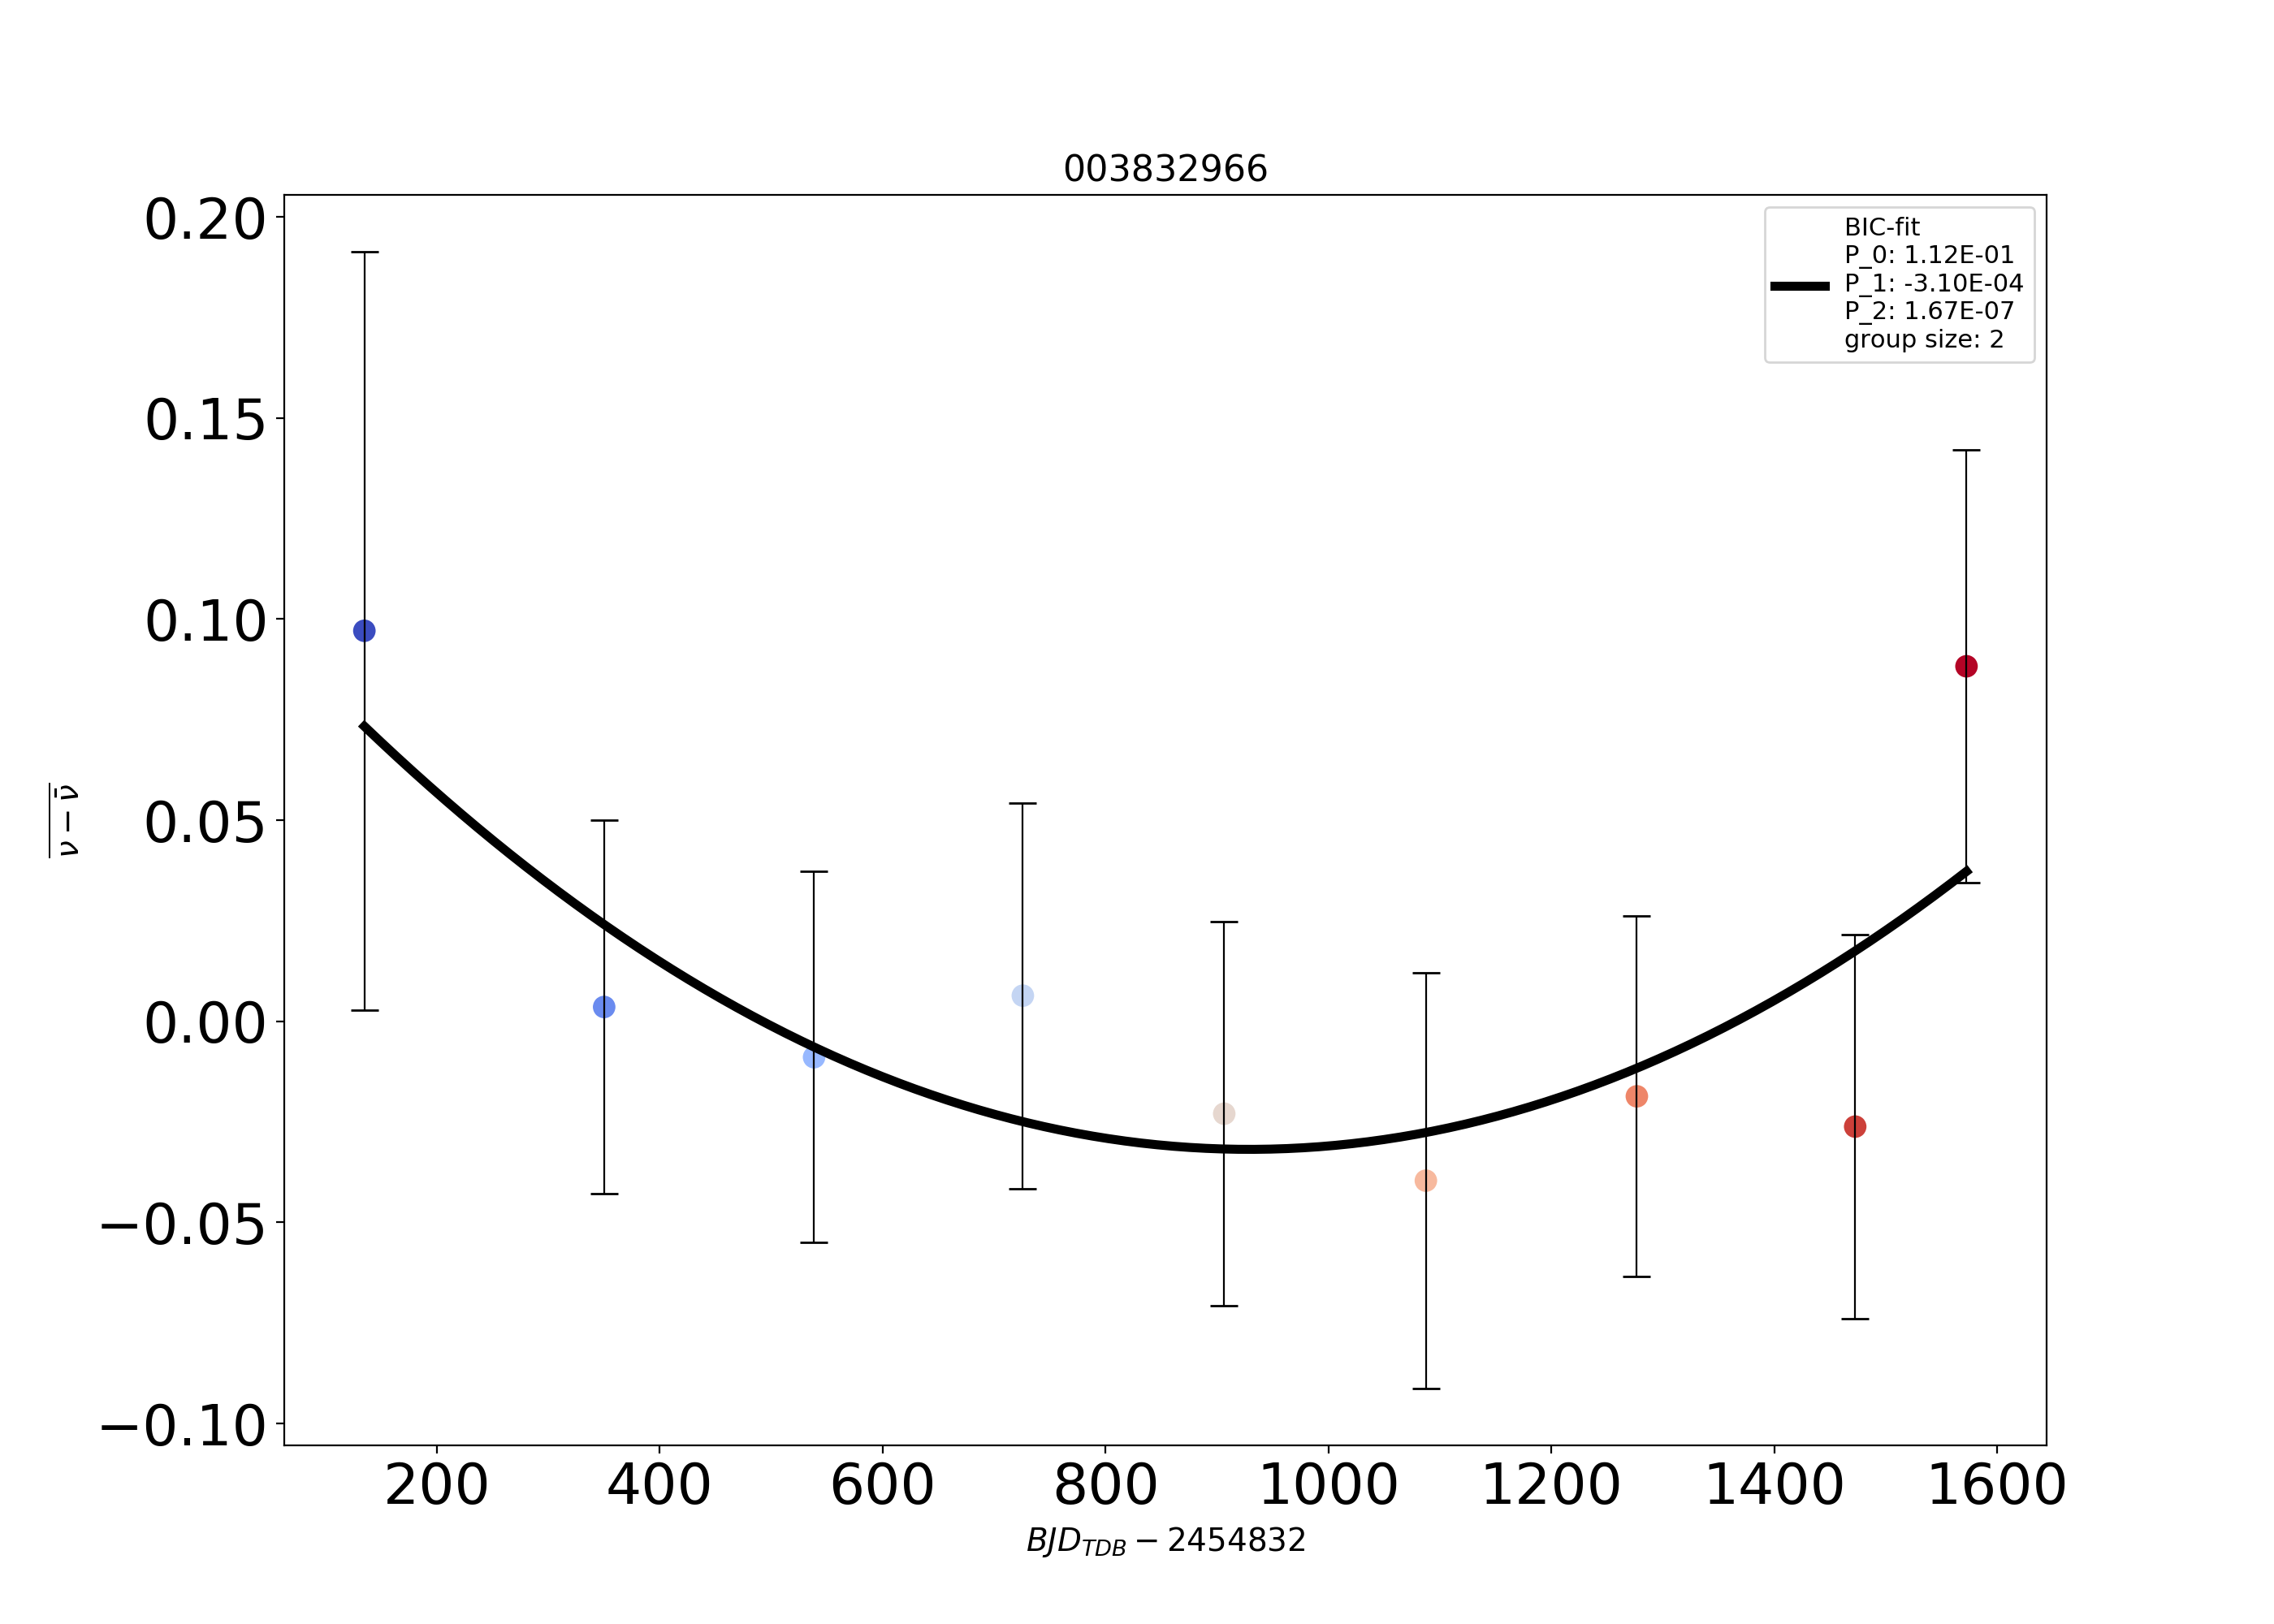 003832966
BIC-fit
P_0: 1.12E-01
P_1: -3.10E-04
P_2: 1.67E-07
group size: 2
0.20
0.15
0.10
0.05
0.00
−0.05
−0.10
ν − ν̄
200 400 600 800 1000 1200 1400 1600
BJD_TDB − 2454832